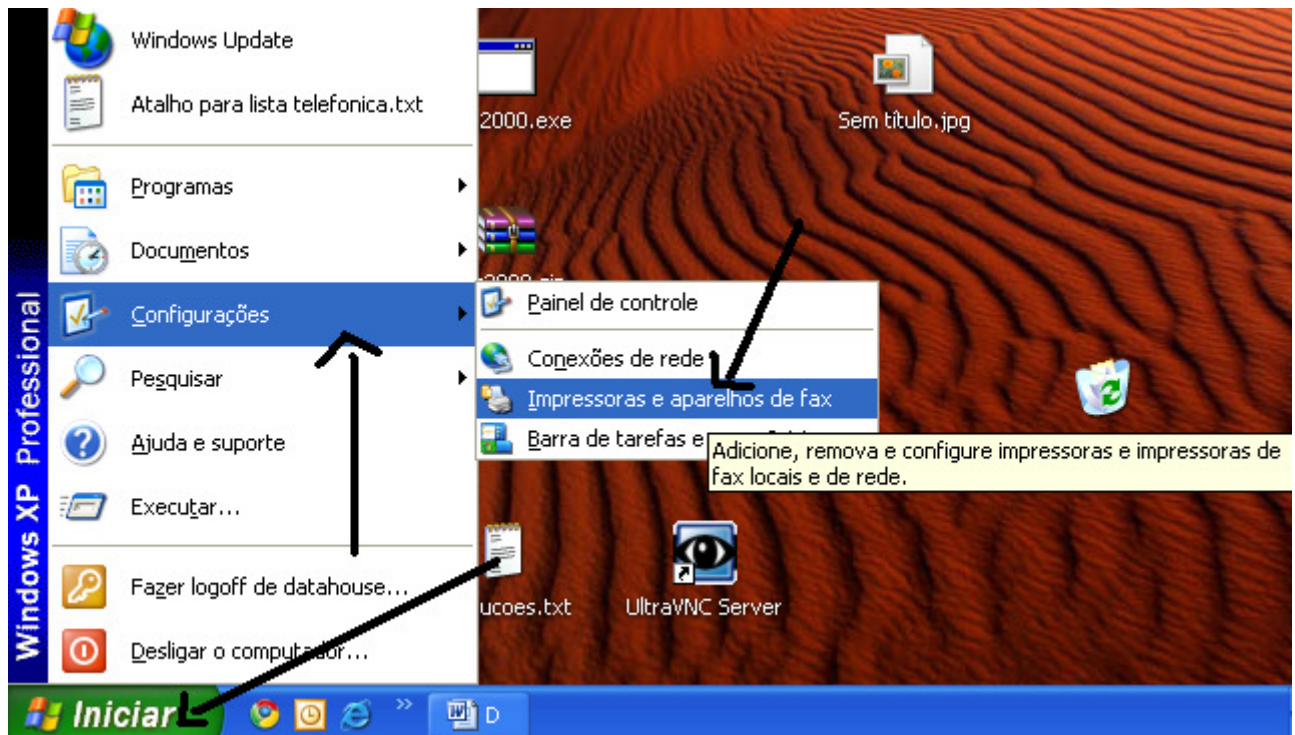 Windows Update
Atalho para lista telefonica.txt
Programas
Documentos
Configurações
Pesquisar
Ajuda e suporte
Executar...
Fazer logoff de datahouse...
Desligar o computador...
Windows XP Professional
Painel de controle
Conexões de rede
Impressoras e aparelhos de fax
Barra de tarefas e
Adicione, remova e configure impressoras e impressoras de
fax locais e de rede.
2000.exe
Sem título.jpg
ucoes.txt
UltraVNC Server
Iniciar
D